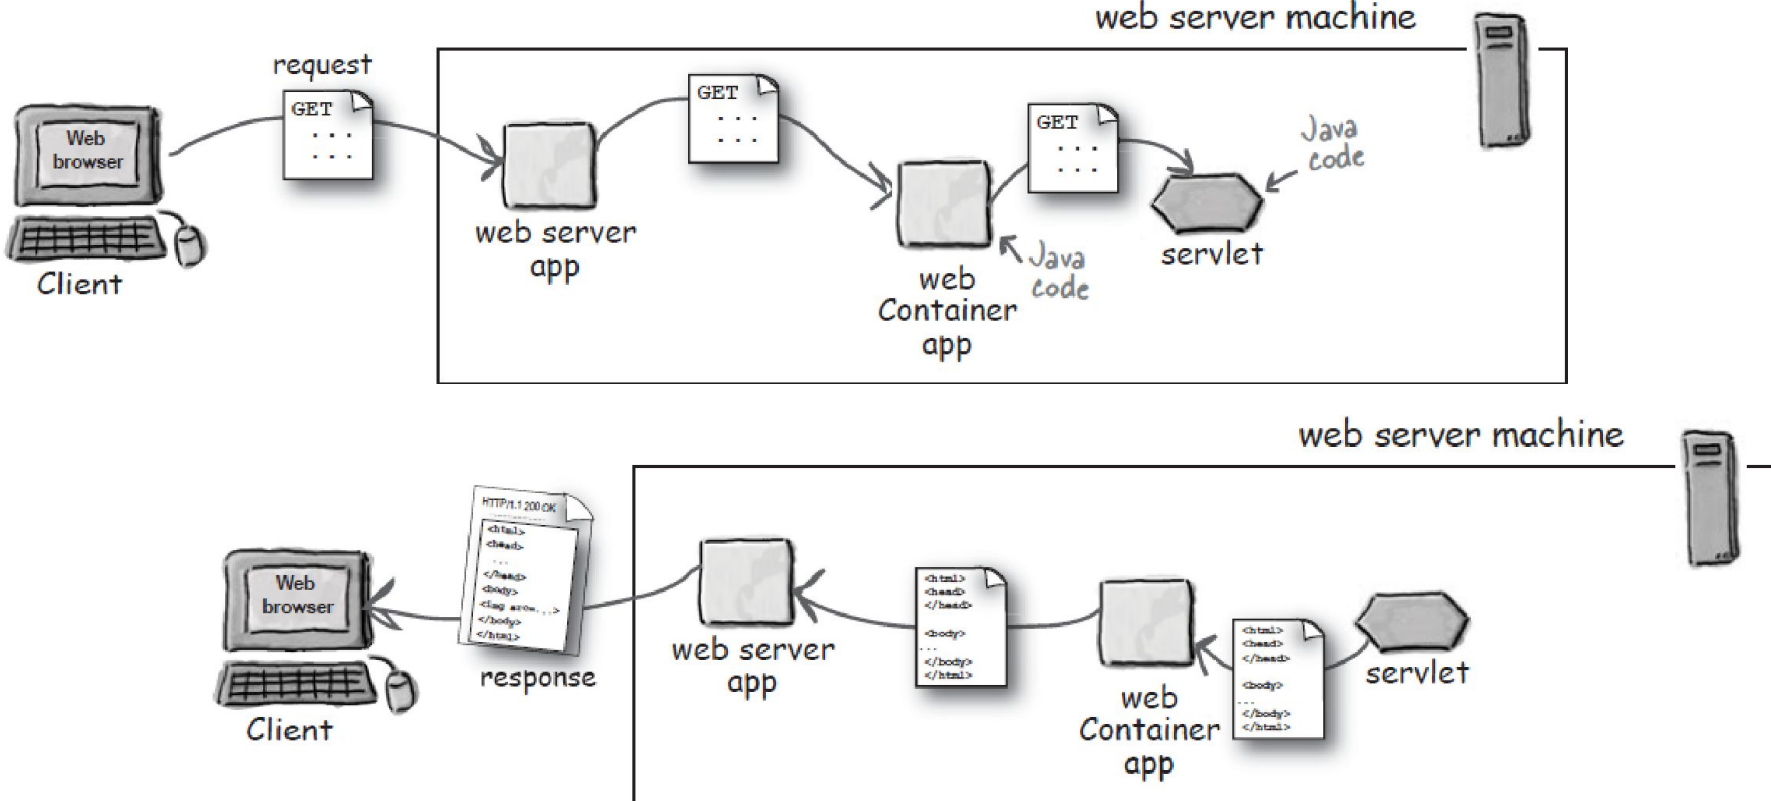 web server machine
request
GET
. . .
. . .
Web
browser
Client
web server
app
GET
. . .
. . .
web
Container
app
Java
code
GET
. . .
. . .
servlet
Java
code
web server machine
HTTP/1.1 200 OK
<html>
<head>
...
</head>
<body>
<img src=...>
</body>
</html>
response
Web
browser
Client
web server
app
<html>
<head>
</head>
<body>
...
</body>
</html>
web
Container
app
<html>
<head>
</head>
<body>
...
</body>
</html>
servlet